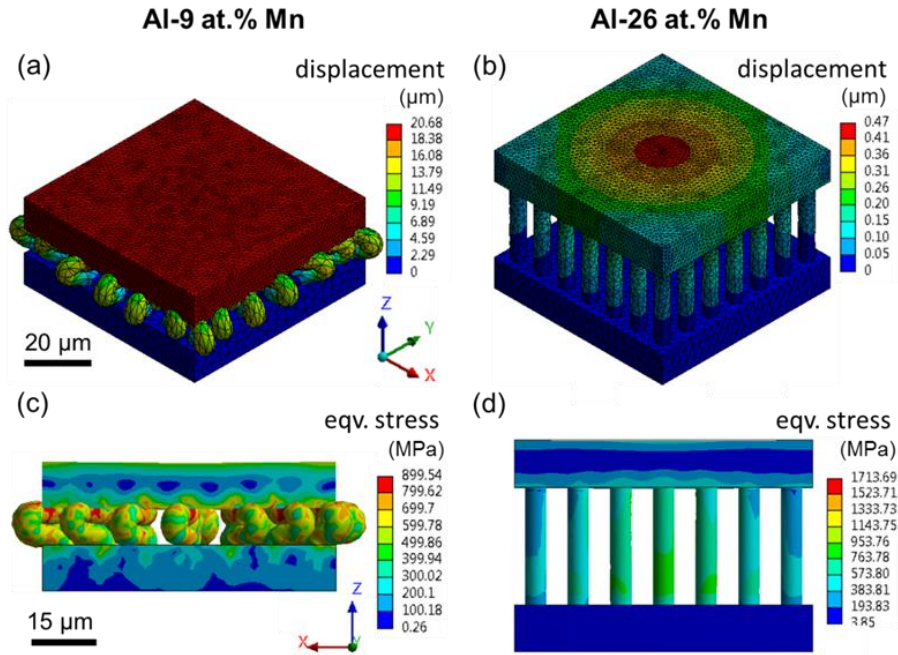 Al-9 at.% Mn
Al-26 at.% Mn
(a)
displacement
(µm)
20.68
18.38
16.08
13.79
11.49
9.19
6.89
4.59
2.29
0
Z
Y
X
20 µm
(b)
displacement
(µm)
0.47
0.41
0.36
0.31
0.26
0.20
0.15
0.10
0.05
0
(c)
eqv. stress
(MPa)
899.54
799.62
699.7
599.78
499.86
399.94
300.02
200.1
100.18
0.26
Z
X
Y
15 µm
(d)
eqv. stress
(MPa)
1713.69
1523.71
1333.73
1143.75
953.76
763.78
573.80
383.81
193.83
3.85